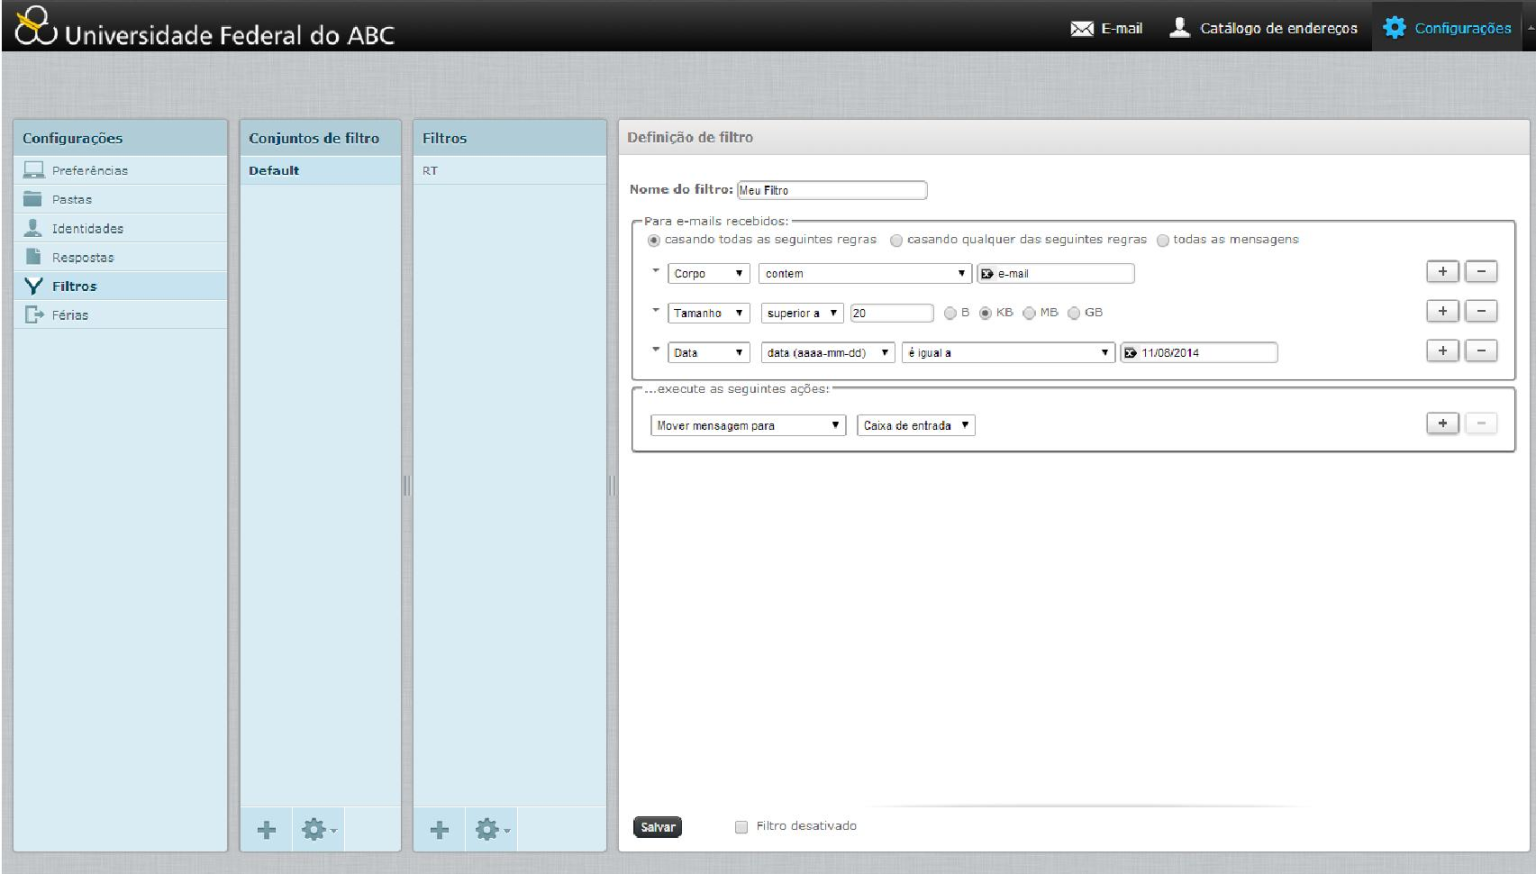 Universidade Federal do ABC
E-mail
Catálogo de endereços
Configurações
Configurações
Preferências
Pastas
Identidades
Respostas
Filtros
Férias
Conjuntos de filtro
Default
Filtros
RT
Definição de filtro
Nome do filtro: Meu Filtro
Para e-mails recebidos:
casando todas as seguintes regras casando qualquer das seguintes regras todas as mensagens
Corpo contem e-mail + −
Tamanho superior a 20 B KB MB GB + −
Data data (aaaa-mm-dd) é igual a 11/08/2014 + −
...execute as seguintes ações:
Mover mensagem para Caixa de entrada + −
Salvar Filtro desativado